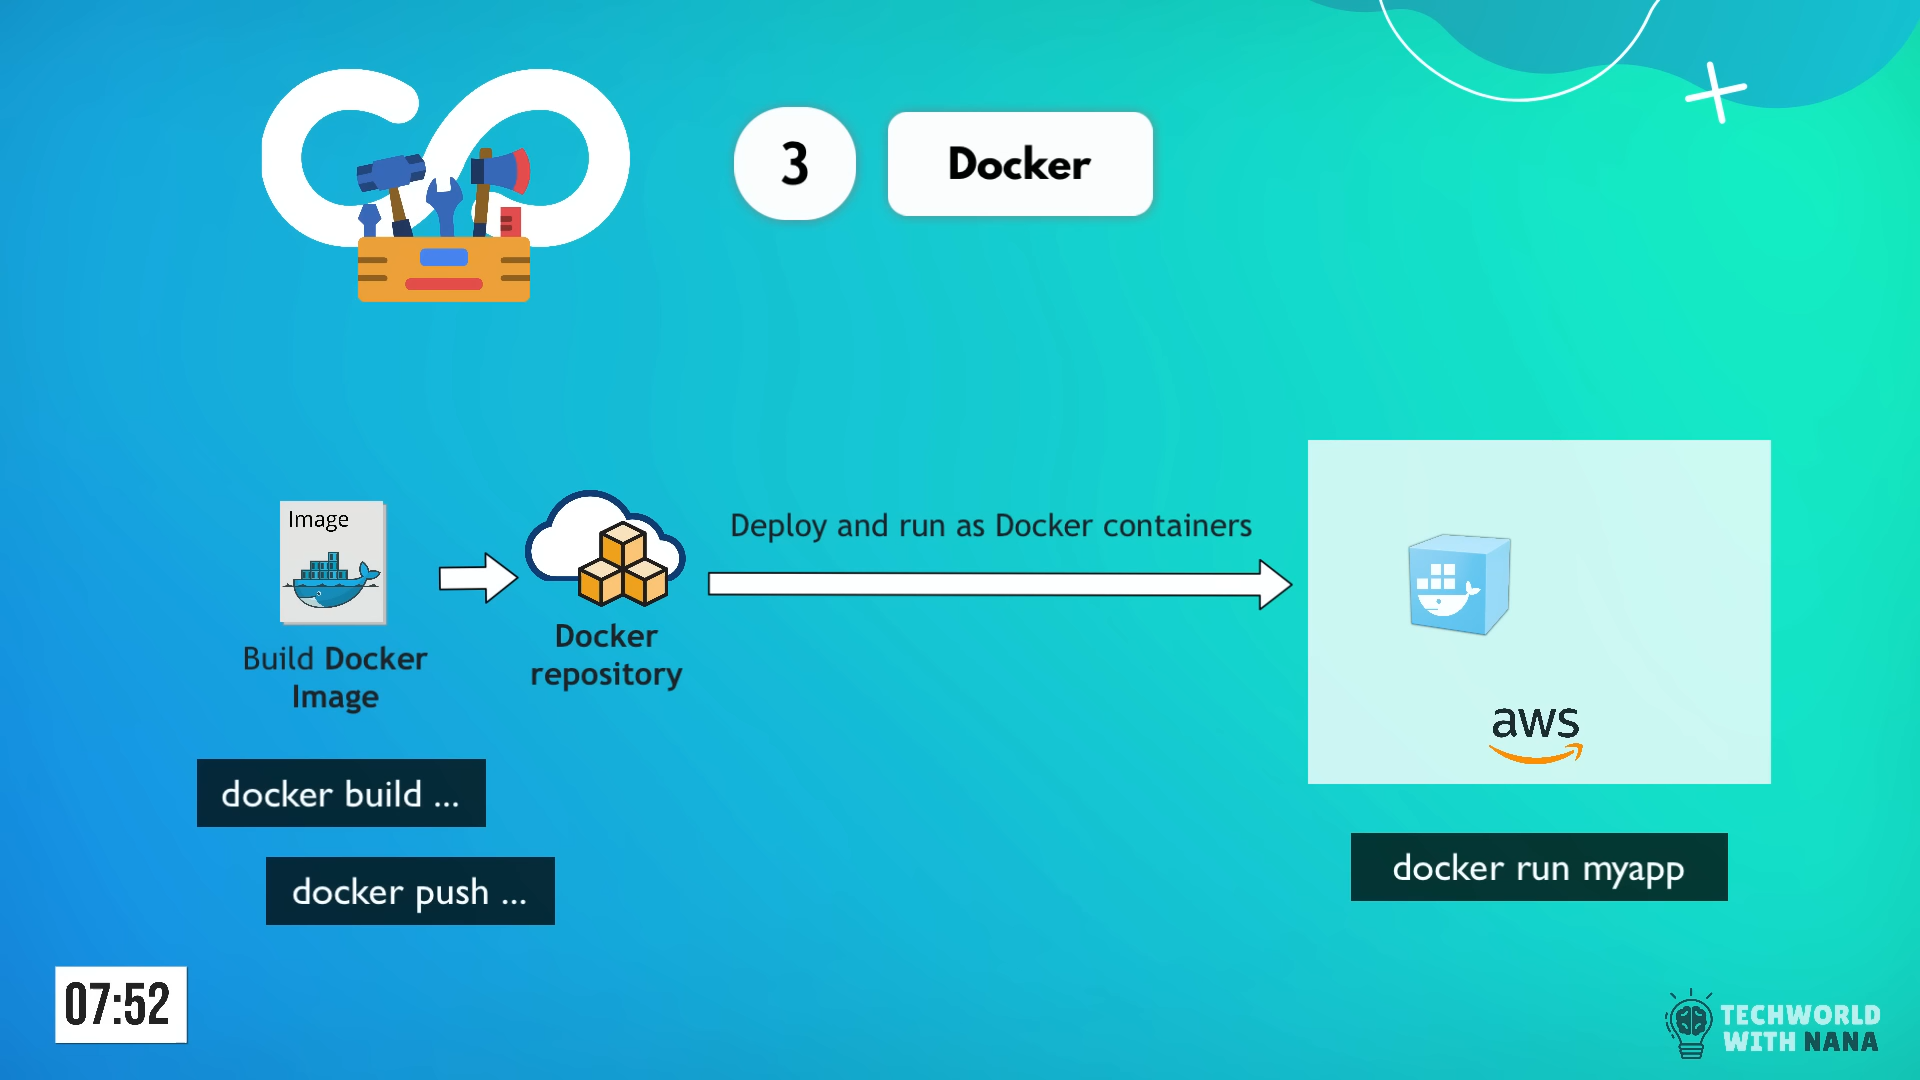 3
Docker
Image
Build Docker
Image
Docker
repository
Deploy and run as Docker containers
aws
docker build ...
docker push ...
docker run myapp
07:52
TECHWORLD
WITH NANA